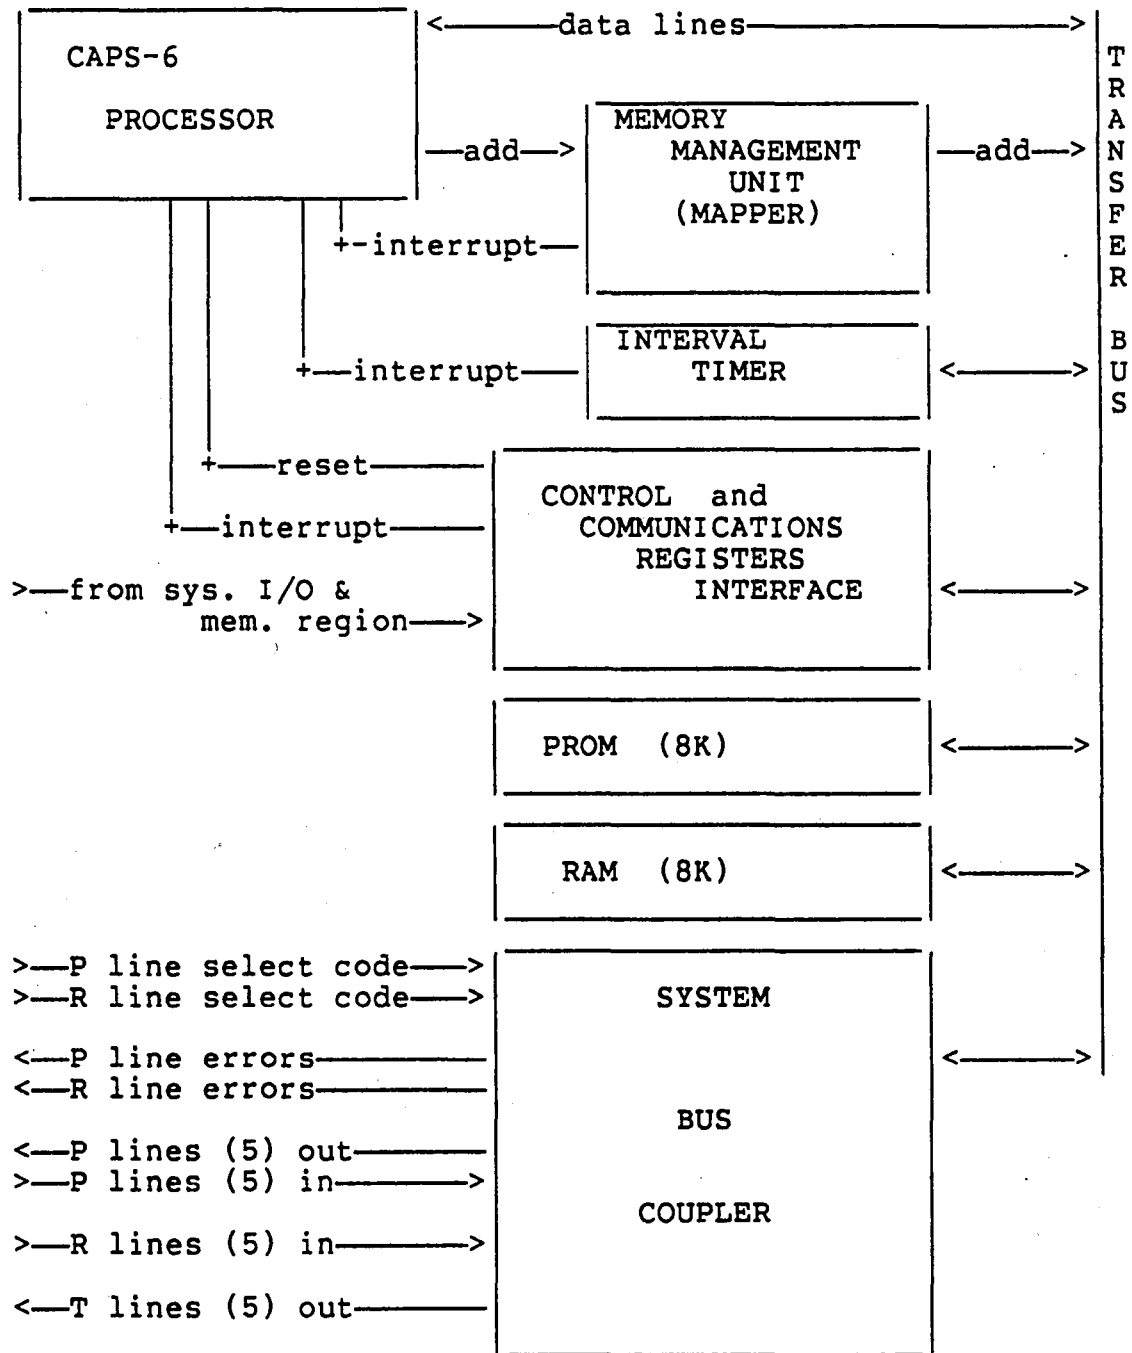 data lines
CAPS-6
PROCESSOR
add
MEMORY
MANAGEMENT
UNIT
(MAPPER)
add
TRANSFER BUS
interrupt
INTERVAL
TIMER
interrupt
reset
CONTROL and
COMMUNICATIONS
REGISTERS
INTERFACE
interrupt
from sys. I/O &
mem. region
PROM (8K)
RAM (8K)
P line select code
R line select code
SYSTEM
P line errors
R line errors
BUS
P lines (5) out
P lines (5) in
COUPLER
R lines (5) in
T lines (5) out